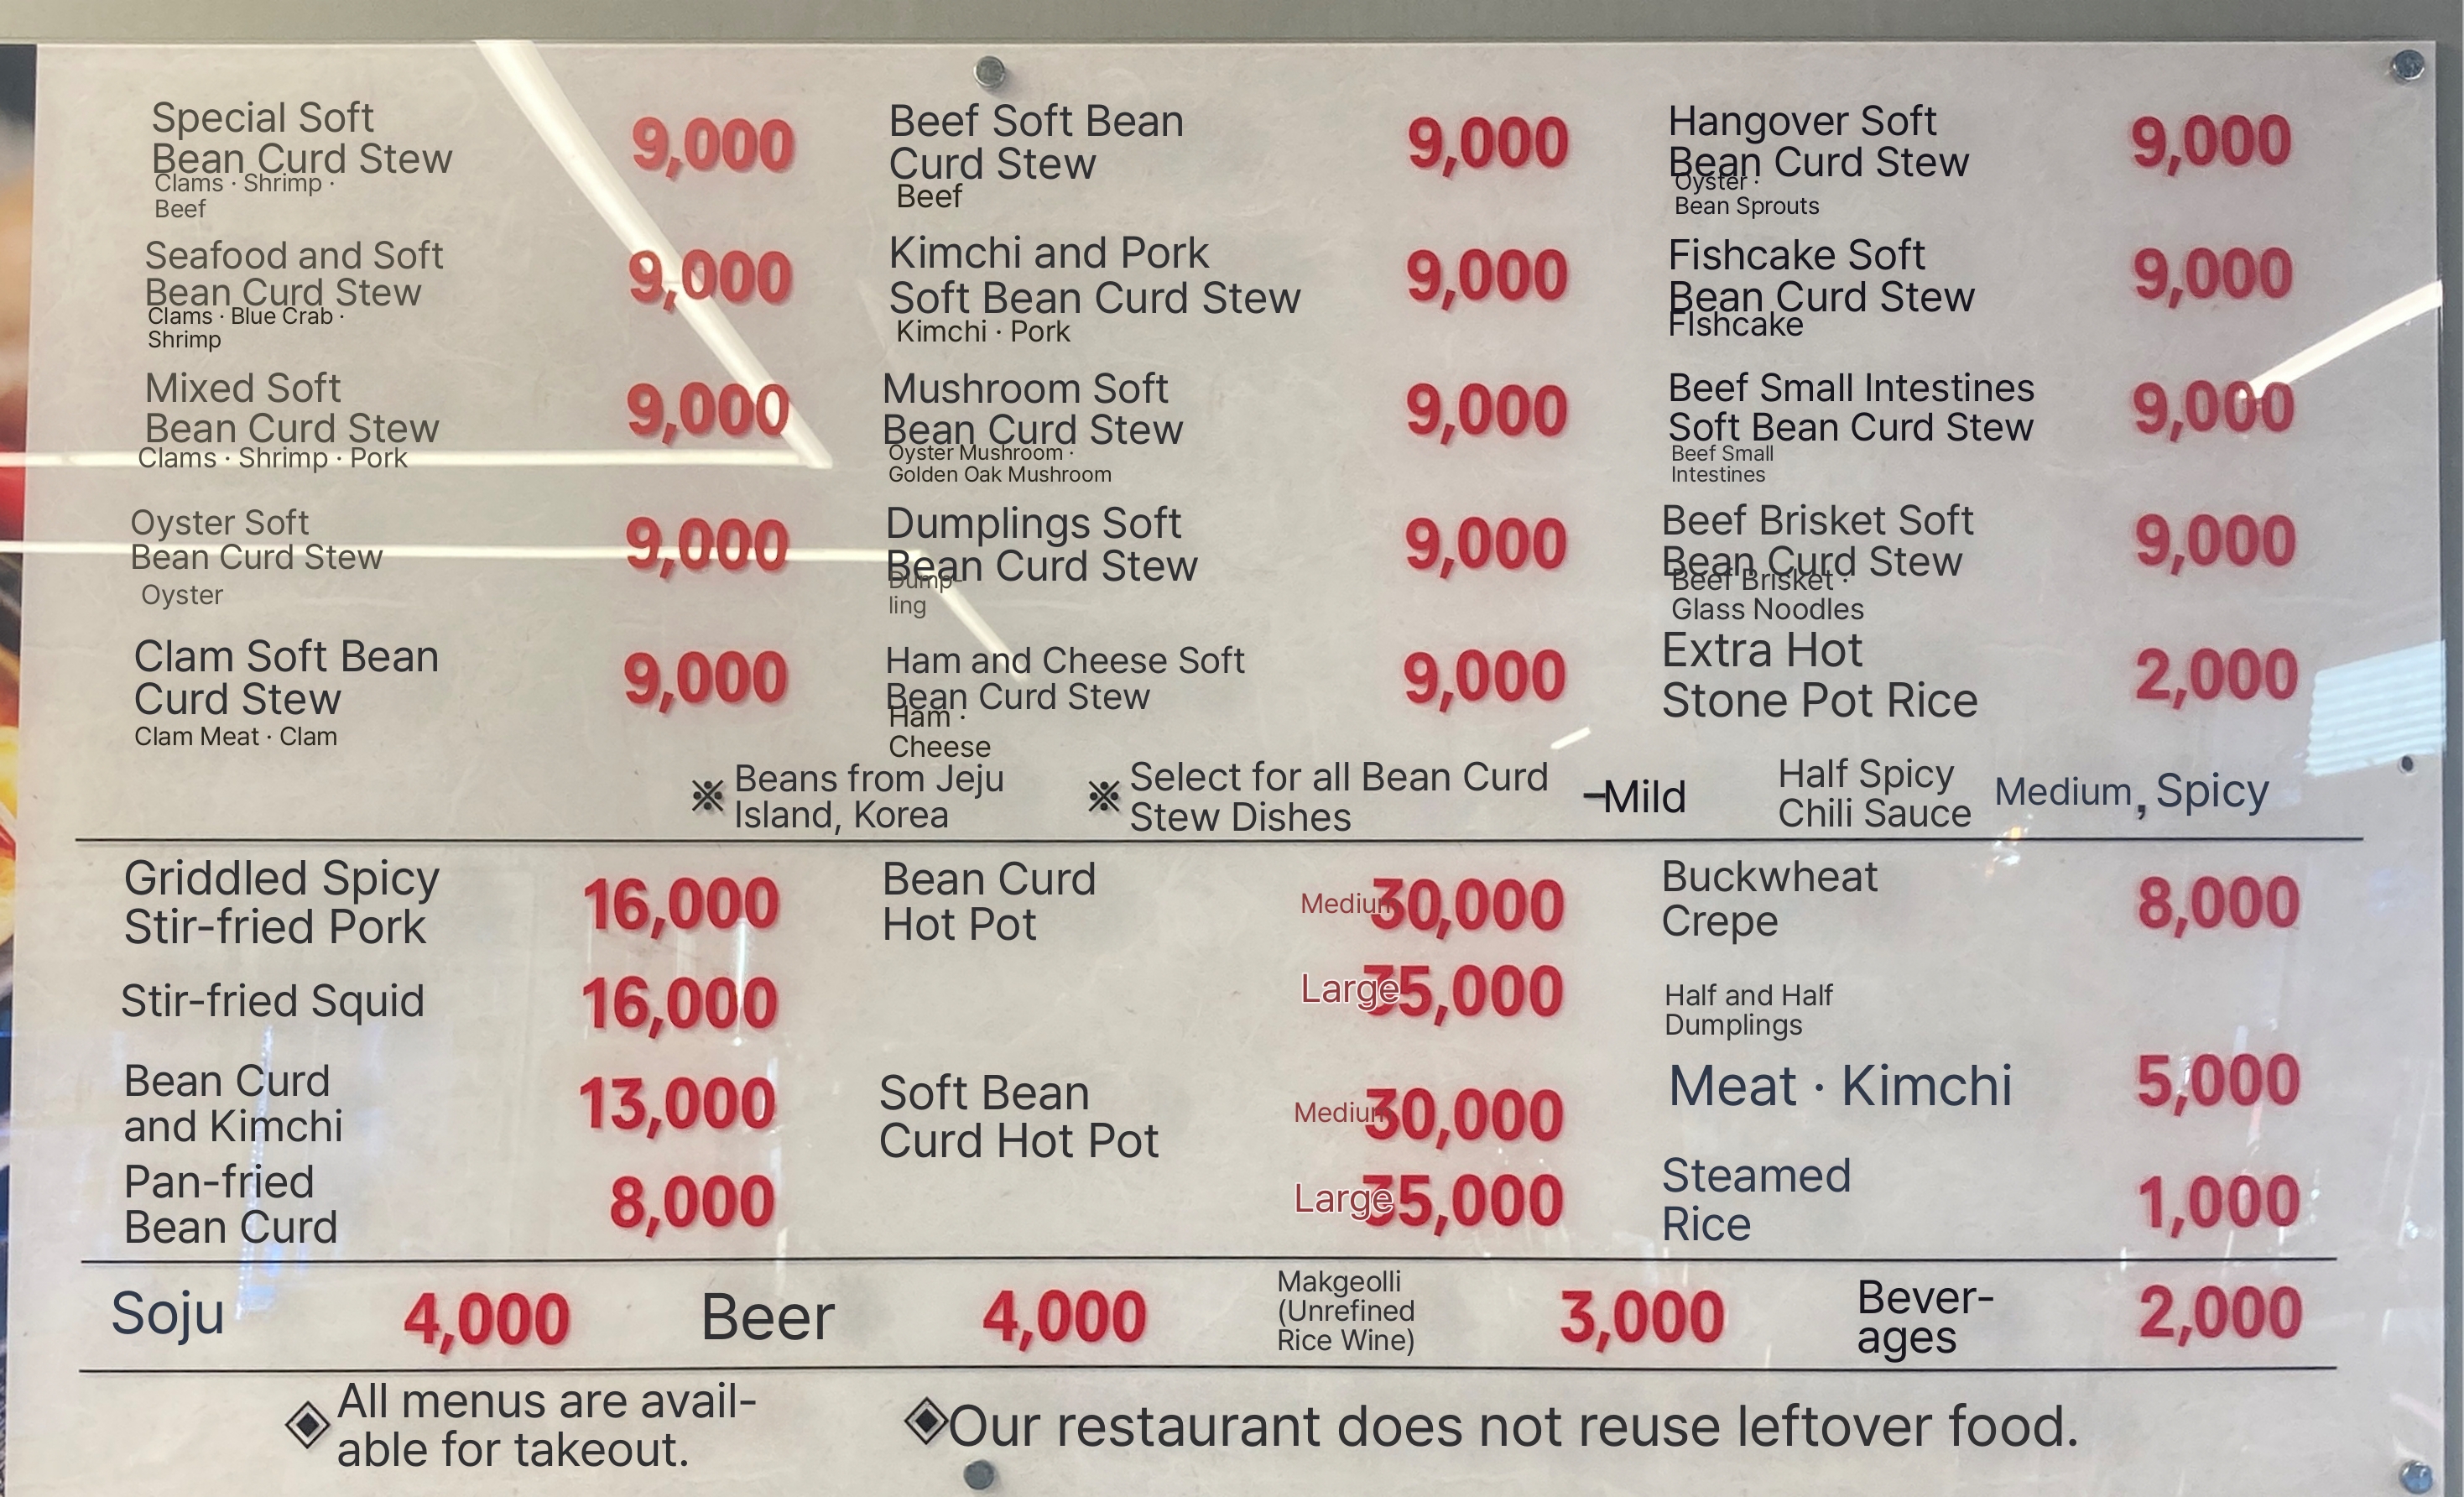 Special Soft
Bean Curd Stew
Clams · Shrimp ·
Beef
9,000
Beef Soft Bean
Curd Stew
Beef
9,000
Hangover Soft
Bean Curd Stew
Oyster ·
Bean Sprouts
9,000
Seafood and Soft
Bean Curd Stew
Clams · Blue Crab ·
Shrimp
9,000
Kimchi and Pork
Soft Bean Curd Stew
Kimchi · Pork
9,000
Fishcake Soft
Bean Curd Stew
FIshcake
9,000
Mixed Soft
Bean Curd Stew
Clams · Shrimp · Pork
9,000
Mushroom Soft
Bean Curd Stew
Oyster Mushroom ·
Golden Oak Mushroom
9,000
Beef Small Intestines
Soft Bean Curd Stew
Beef Small
Intestines
9,000
Oyster Soft
Bean Curd Stew
Oyster
9,000
Dumplings Soft
Bean Curd Stew
Dump-
ling
9,000
Beef Brisket Soft
Bean Curd Stew
Beef Brisket ·
Glass Noodles
9,000
Clam Soft Bean
Curd Stew
Clam Meat · Clam
9,000
Ham and Cheese Soft
Bean Curd Stew
Ham ·
Cheese
9,000
Extra Hot
Stone Pot Rice
2,000
※ Beans from Jeju
Island, Korea
※ Select for all Bean Curd
Stew Dishes
–Mild
Half Spicy
Chili Sauce
Medium, Spicy
Griddled Spicy
Stir-fried Pork
16,000
Bean Curd
Hot Pot
Medium 30,000
Large 35,000
Buckwheat
Crepe
8,000
Stir-fried Squid
16,000
Half and Half
Dumplings
Meat · Kimchi
5,000
Bean Curd
and Kimchi
13,000
Soft Bean
Curd Hot Pot
Medium 30,000
Large 35,000
Steamed
Rice
1,000
Pan-fried
Bean Curd
8,000
Soju
4,000
Beer
4,000
Makgeolli
(Unrefined
Rice Wine)
3,000
Bever-
ages
2,000
◈ All menus are avail-
able for takeout.
◈ Our restaurant does not reuse leftover food.